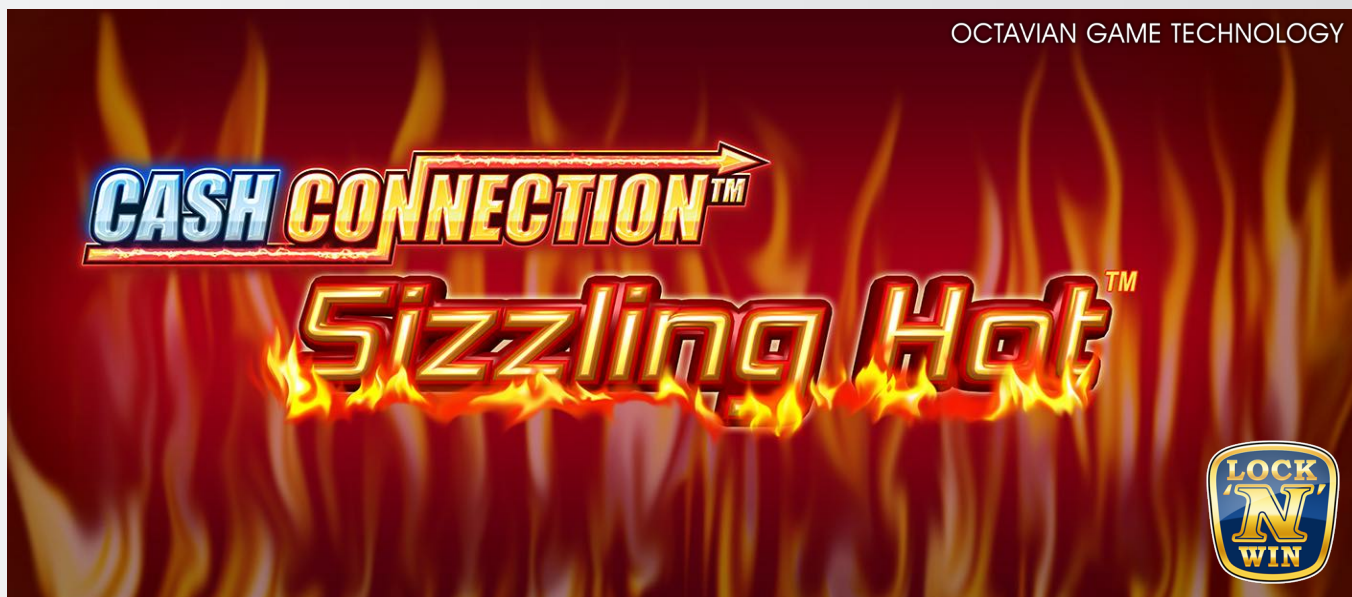 OCTAVIAN GAME TECHNOLOGY
CASH CONNECTION™
Sizzling Hot™
LOCK
'N'
WIN